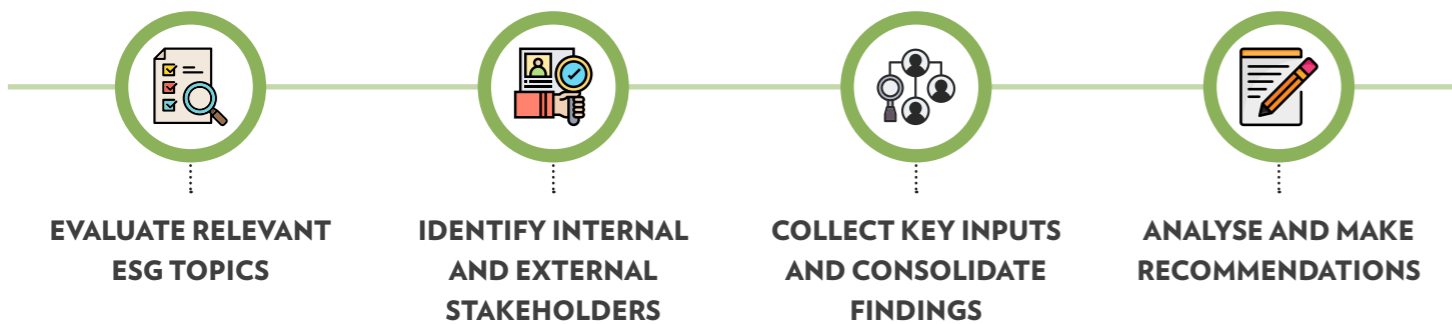 EVALUATE RELEVANT
ESG TOPICS
IDENTIFY INTERNAL
AND EXTERNAL
STAKEHOLDERS
COLLECT KEY INPUTS
AND CONSOLIDATE
FINDINGS
ANALYSE AND MAKE
RECOMMENDATIONS